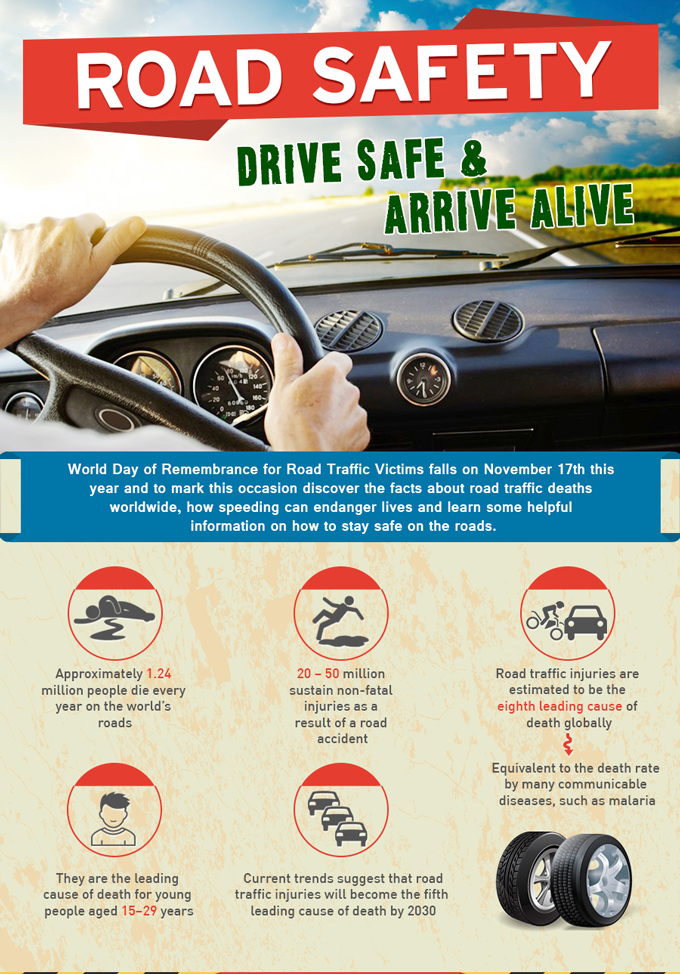 ROAD SAFETY
DRIVE SAFE &
ARRIVE ALIVE
World Day of Remembrance for Road Traffic Victims falls on November 17th this
year and to mark this occasion discover the facts about road traffic deaths
worldwide, how speeding can endanger lives and learn some helpful
information on how to stay safe on the roads.
Approximately 1.24
million people die every
year on the world's
roads
20 – 50 million
sustain non-fatal
injuries as a
result of a road
accident
Road traffic injuries are
estimated to be the
eighth leading cause of
death globally
Equivalent to the death rate
by many communicable
diseases, such as malaria
They are the leading
cause of death for young
people aged 15–29 years
Current trends suggest that road
traffic injuries will become the fifth
leading cause of death by 2030